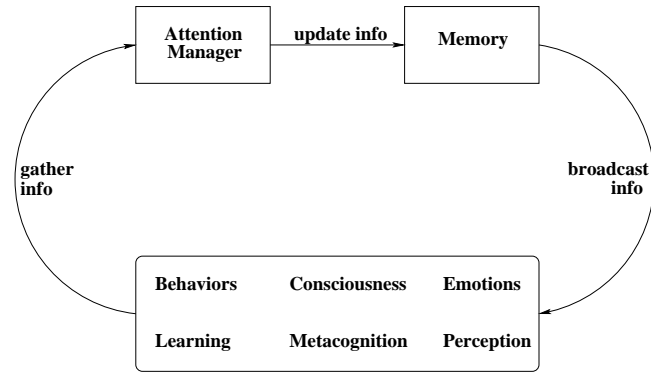 Attention
Manager
update info
Memory
gather
info
broadcast
info
Behaviors Consciousness Emotions
Learning Metacognition Perception